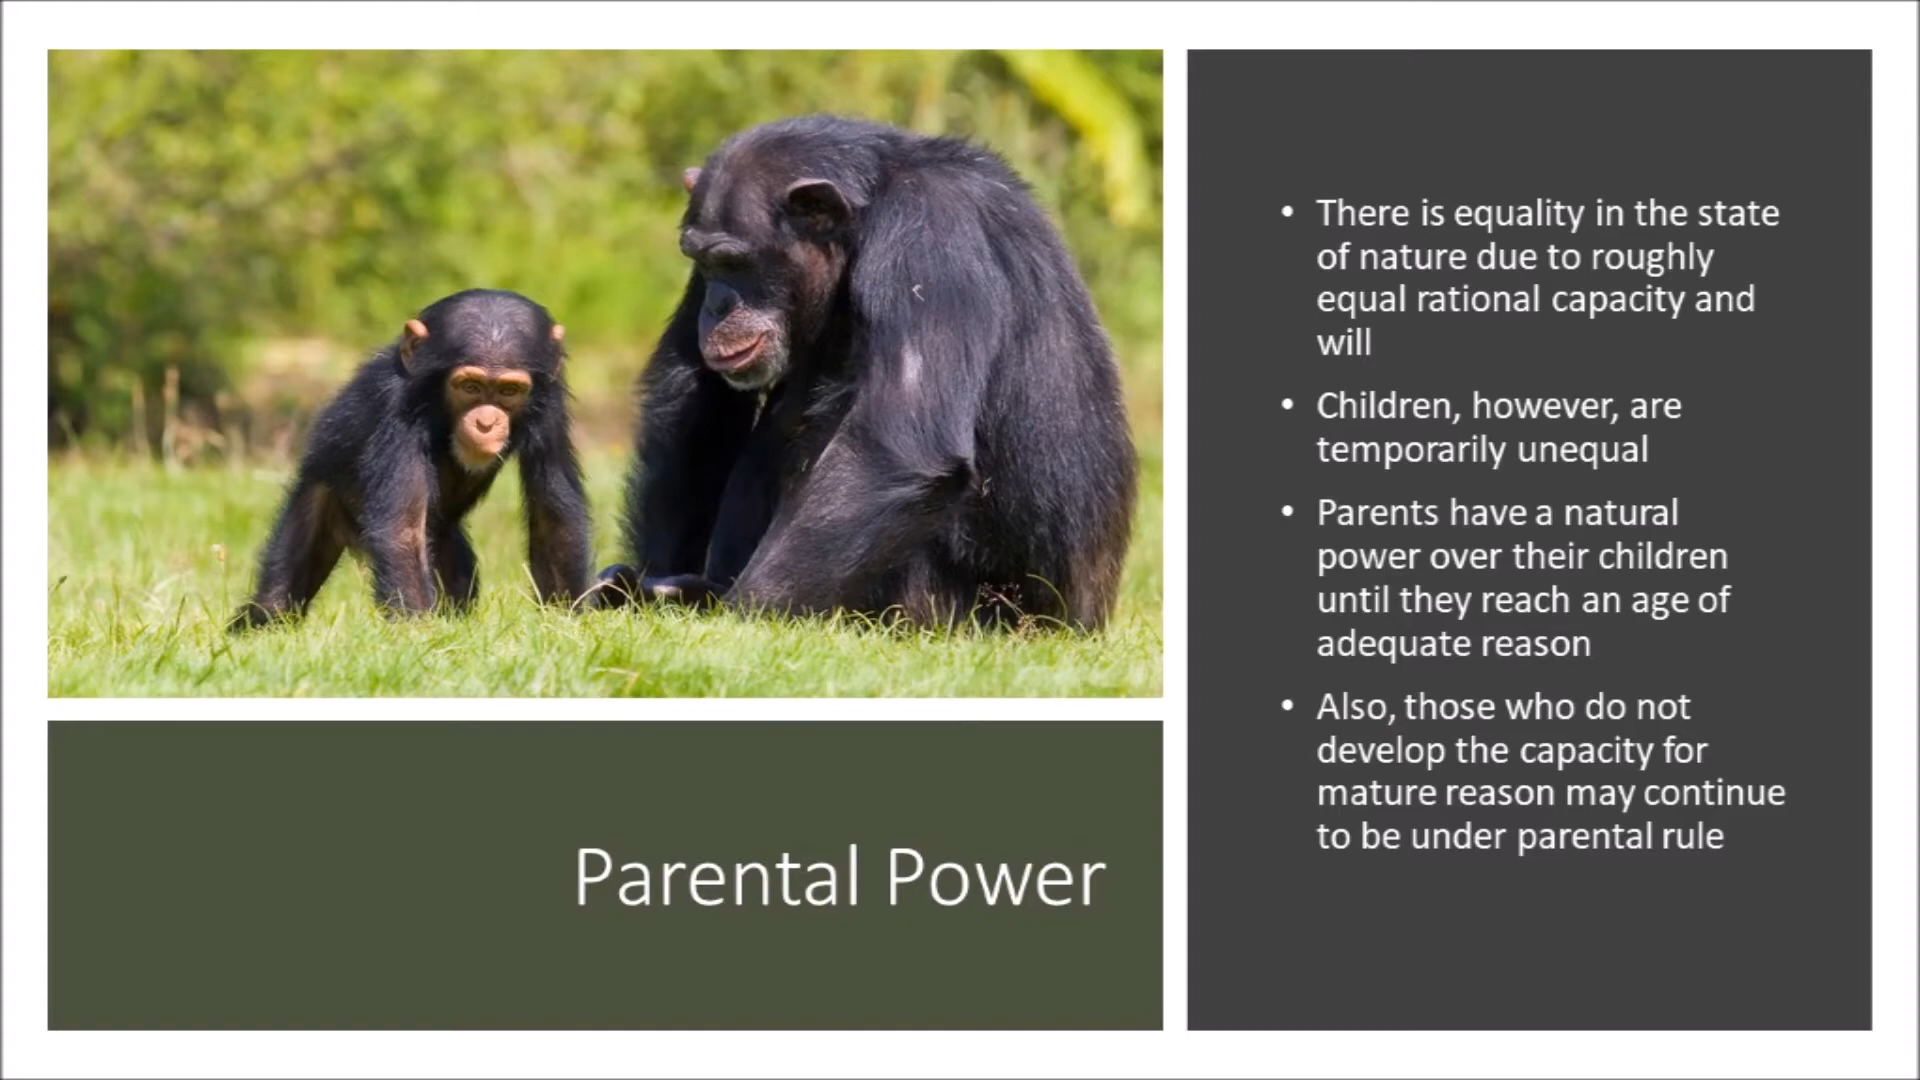 Parental Power
• There is equality in the state
of nature due to roughly
equal rational capacity and
will
• Children, however, are
temporarily unequal
• Parents have a natural
power over their children
until they reach an age of
adequate reason
• Also, those who do not
develop the capacity for
mature reason may continue
to be under parental rule